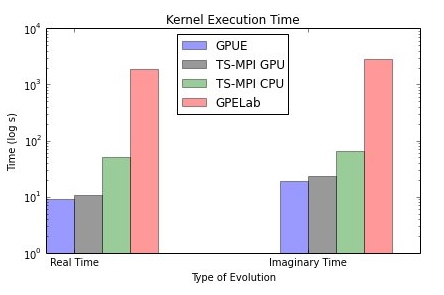 Kernel Execution Time
GPUE
TS-MPI GPU
TS-MPI CPU
GPELab
Time (log s)
10^4
10^3
10^2
10^1
10^0
Real Time
Imaginary Time
Type of Evolution